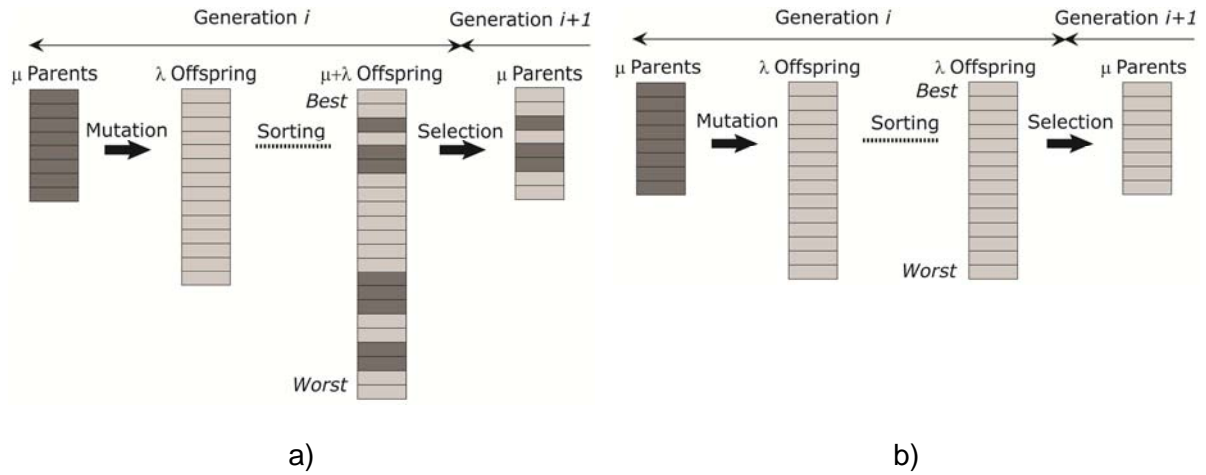 Generation i
Generation i+1
μ Parents
λ Offspring
μ+λ Offspring
μ Parents
Best
Mutation
Sorting
Selection
Worst
a)
Generation i
Generation i+1
μ Parents
λ Offspring
λ Offspring
μ Parents
Best
Mutation
Sorting
Selection
Worst
b)